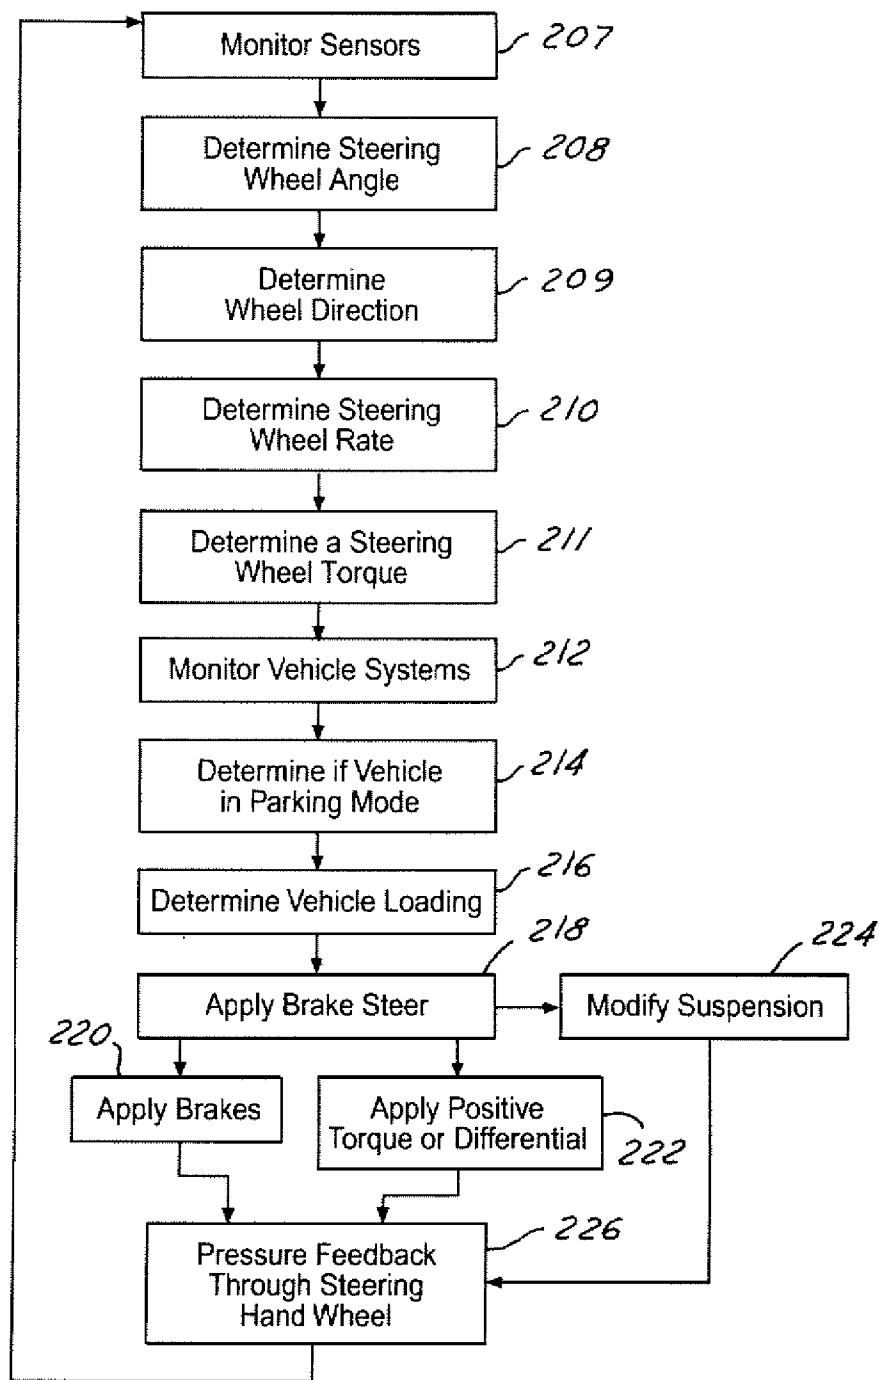 Monitor Sensors
207
Determine Steering
Wheel Angle
208
Determine
Wheel Direction
209
Determine Steering
Wheel Rate
210
Determine a Steering
Wheel Torque
211
Monitor Vehicle Systems
212
Determine if Vehicle
in Parking Mode
214
Determine Vehicle Loading
216
Apply Brake Steer
218
Modify Suspension
224
220
Apply Brakes
Apply Positive
Torque or Differential
222
Pressure Feedback
Through Steering
Hand Wheel
226